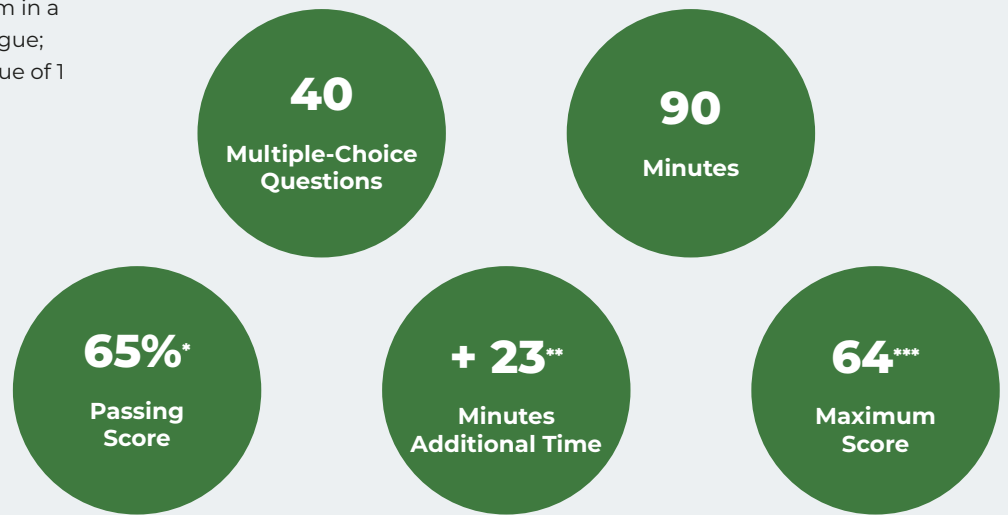 m in a
gue;
ue of 1
40
Multiple-Choice
Questions
90
Minutes
65%*
Passing
Score
+ 23**
Minutes
Additional Time
64***
Maximum
Score